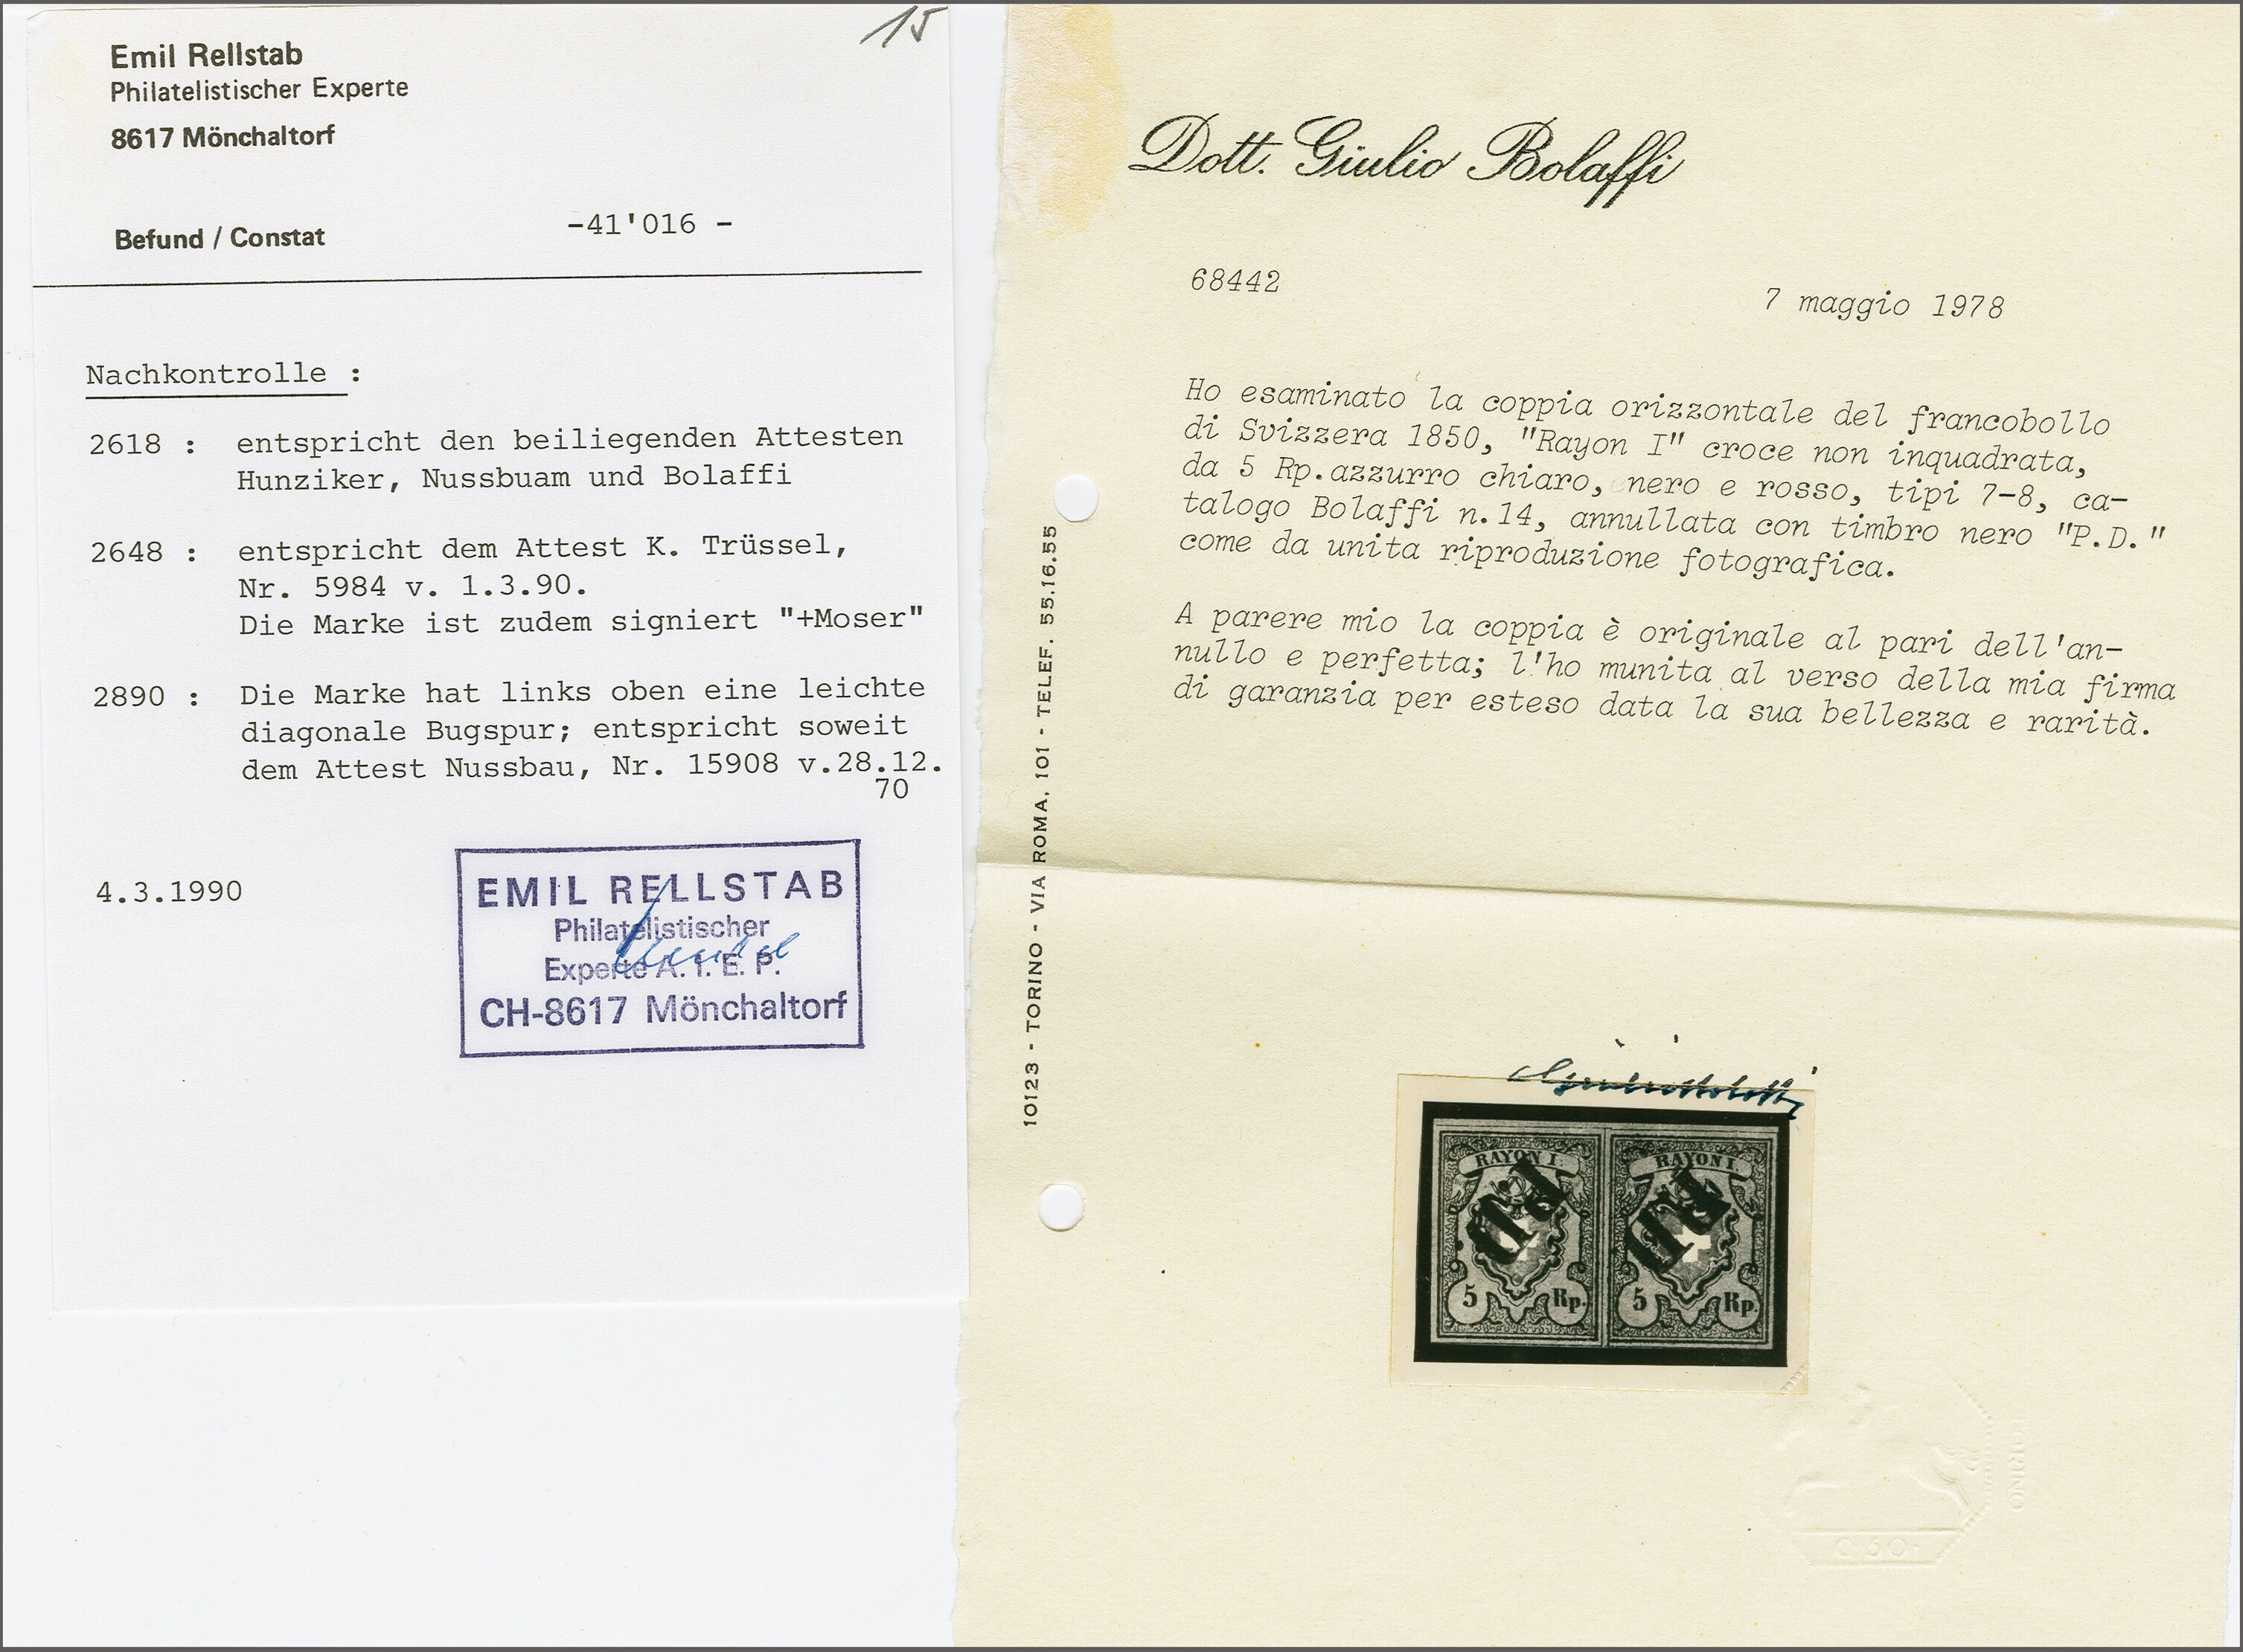 15
Emil Rellstab
Philatelistischer Experte
8617 Mönchaltorf
Befund / Constat
-41'016 -
Nachkontrolle :
2618 : entspricht den beiliegenden Attesten
Hunziker, Nussbuam und Bolaffi
2648 : entspricht dem Attest K. Trüssel,
Nr. 5984 v. 1.3.90.
Die Marke ist zudem signiert "+Moser"
2890 : Die Marke hat links oben eine leichte
diagonale Bugspur; entspricht soweit
dem Attest Nussbau, Nr. 15908 v.28.12.
70
4.3.1990
EMIL RELLSTAB
Philatelistischer
Experte A. I. E. P.
CH-8617 Mönchaltorf
Dott. Giulio Bolaffi
68442
7 maggio 1978
Ho esaminato la coppia orizzontale del francobollo
di Svizzera 1850, "Rayon I" croce non inquadrata,
da 5 Rp.azzurro chiaro, nero e rosso, tipi 7-8, ca-
talogo Bolaffi n.14, annullata con timbro nero "P.D."
come da unita riproduzione fotografica.
A parere mio la coppia è originale al pari dell'an-
nullo e perfetta; l'ho munita al verso della mia firma
di garanzia per esteso data la sua bellezza e rarità.
10123 - TORINO - VIA ROMA, 101 - TELEF. 55.16.55
RAYON I.
P.D.
5 Rp.
RAYON I.
P.D.
5 Rp.
TORINO
C 50